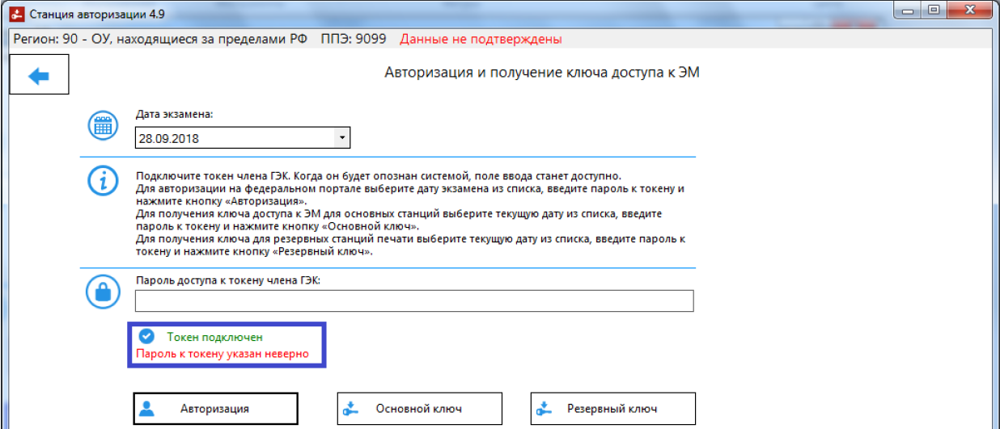 Станция авторизации 4.9
Регион: 90 - ОУ, находящиеся за пределами РФ ППЭ: 9099 Данные не подтверждены
Авторизация и получение ключа доступа к ЭМ
Дата экзамена:
28.09.2018
Подключите токен члена ГЭК. Когда он будет опознан системой, поле ввода станет доступно.
Для авторизации на федеральном портале выберите дату экзамена из списка, введите пароль к токену и
нажмите кнопку «Авторизация».
Для получения ключа доступа к ЭМ для основных станций выберите текущую дату из списка, введите
пароль к токену и нажмите кнопку «Основной ключ».
Для получения ключа для резервных станций печати выберите текущую дату из списка, введите пароль к
токену и нажмите кнопку «Резервный ключ».
Пароль доступа к токену члена ГЭК:
Токен подключен
Пароль к токену указан неверно
Авторизация Основной ключ Резервный ключ